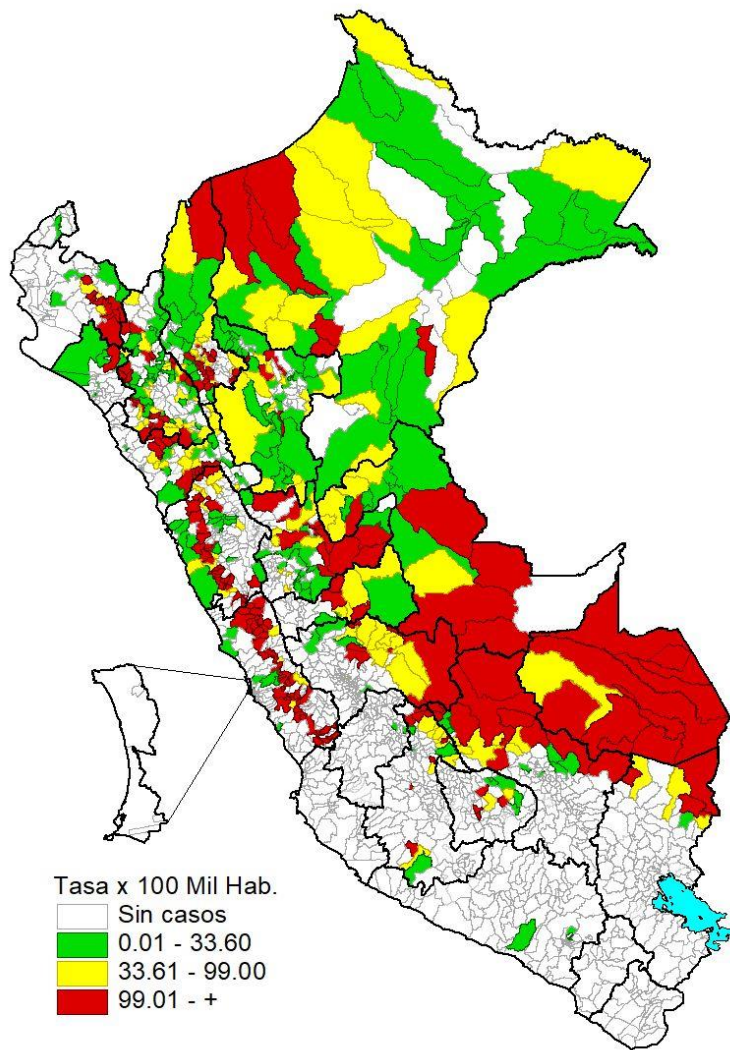 Tasa x 100 Mil Hab.
Sin casos
0.01 - 33.60
33.61 - 99.00
99.01 - +